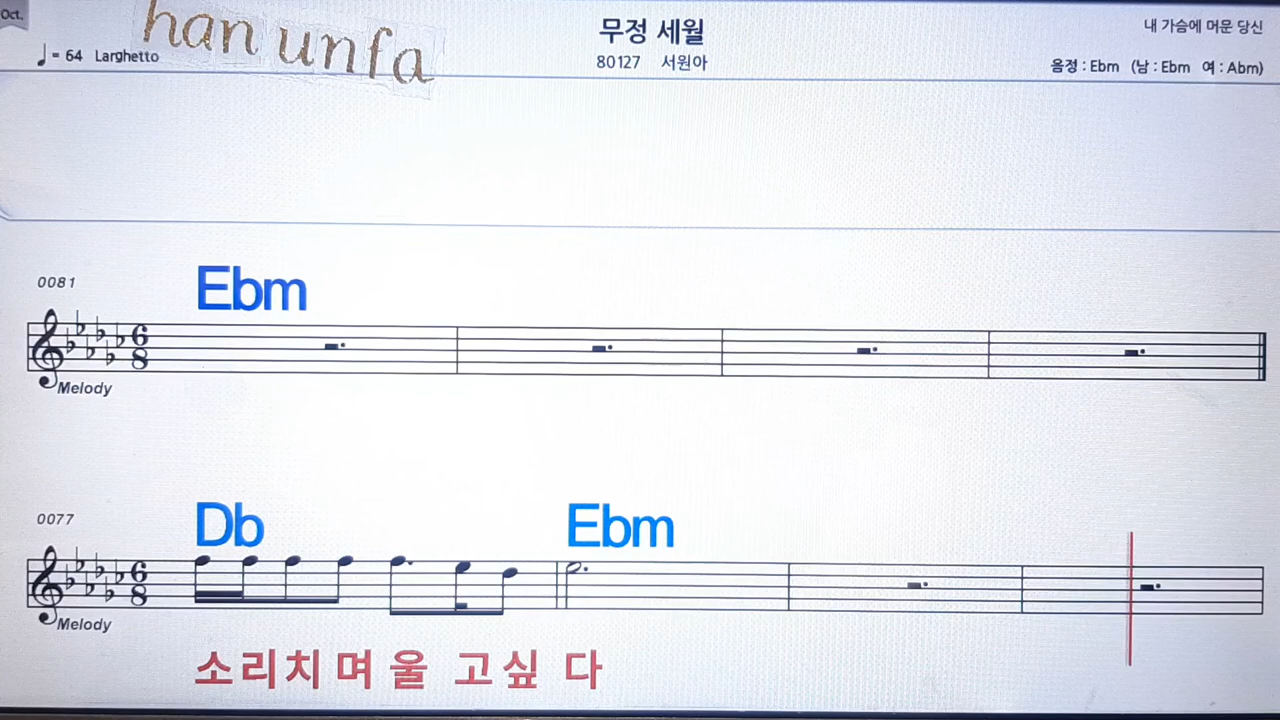 Oct.
han unfa
♩= 64 Larghetto
무정 세월
80127 서원아
내 가슴에 머문 당신
음정 : Ebm (남 : Ebm 여 : Abm)
0081
Ebm
6
8
Melody
0077
Db Ebm
6
8
Melody
소리치며 울 고싶 다